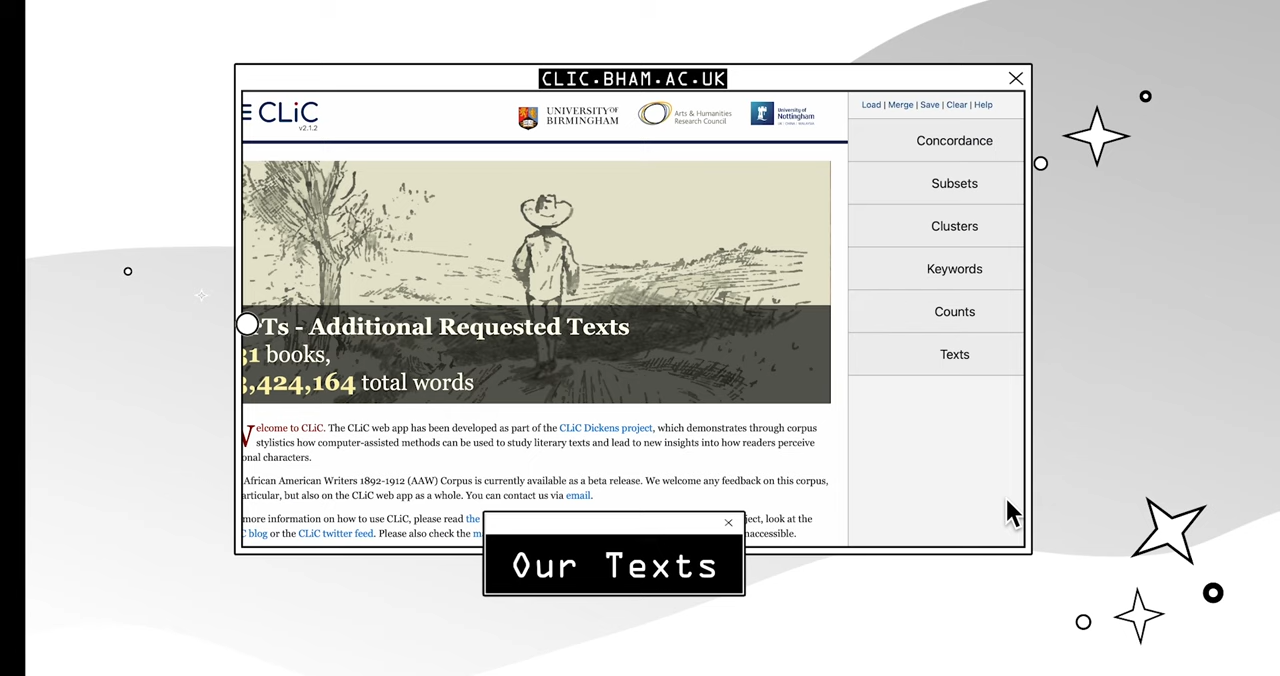 CLIC.BHAM.AC.UK
CLiC
v2.1.2
UNIVERSITY OF
BIRMINGHAM
Arts & Humanities
Research Council
University of
Nottingham
Load | Merge | Save | Clear | Help
Concordance
Subsets
Clusters
Keywords
Counts
Texts
Ts - Additional Requested Texts
31 books,
3,424,164 total words
Welcome to CLiC. The CLiC web app has been developed as part of the CLiC Dickens project, which demonstrates through corpus
stylistics how computer-assisted methods can be used to study literary texts and lead to new insights into how readers perceive
onal characters.
African American Writers 1892-1912 (AAW) Corpus is currently available as a beta release. We welcome any feedback on this corpus,
articular, but also on the CLiC web app as a whole. You can contact us via email.
more information on how to use CLiC, please read the ject, look at the
C blog or the CLiC twitter feed. Please also check the m naccessible.
Our Texts